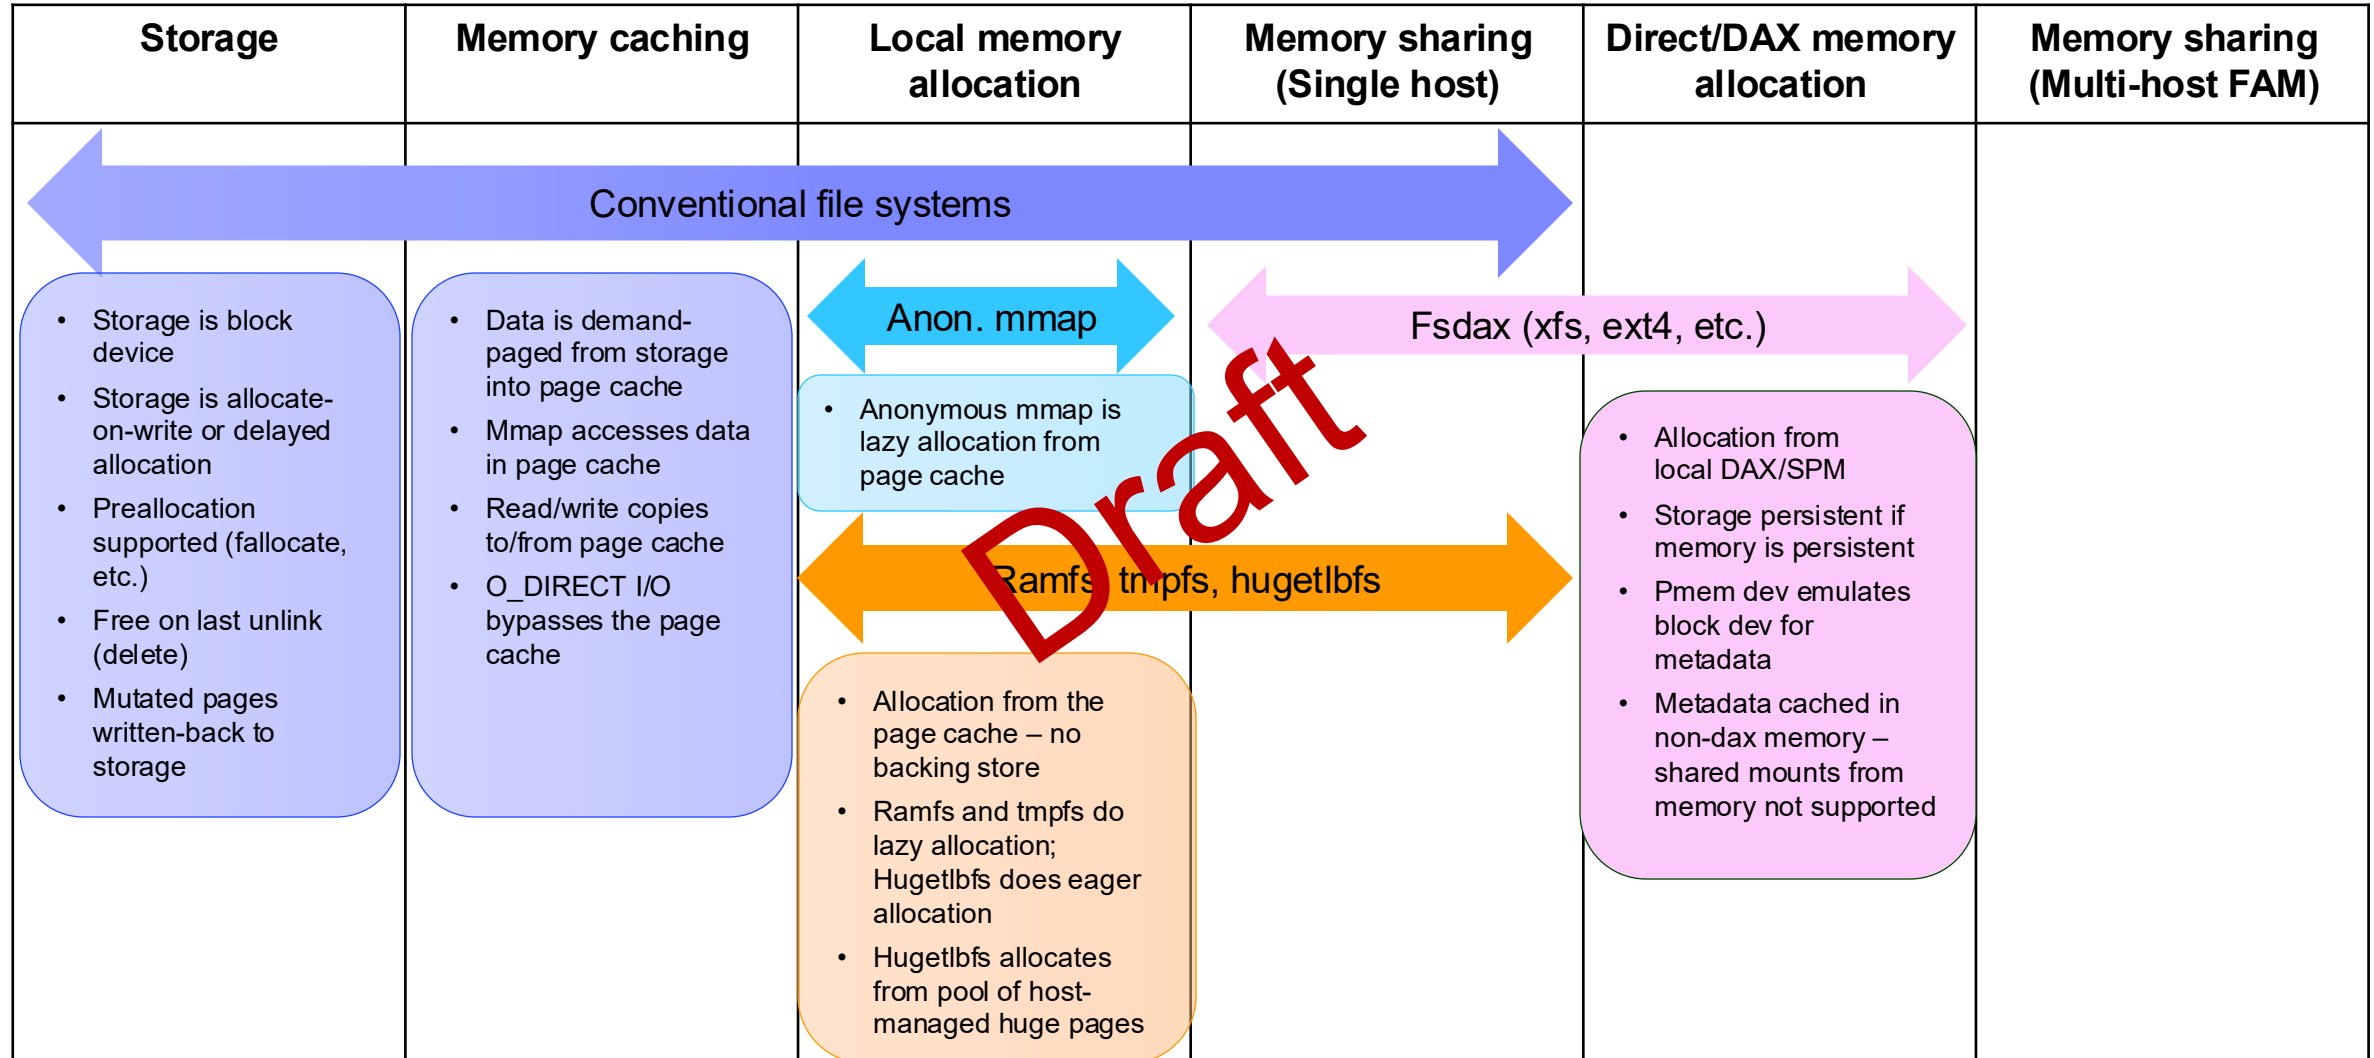 Storage
Memory caching
Local memory
allocation
Memory sharing
(Single host)
Direct/DAX memory
allocation
Memory sharing
(Multi-host FAM)
Conventional file systems
Anon. mmap
Fsdax (xfs, ext4, etc.)
Ramfs, tmpfs, hugetlbfs
Draft
• Storage is block
device
• Storage is allocate-
on-write or delayed
allocation
• Preallocation
supported (fallocate,
etc.)
• Free on last unlink
(delete)
• Mutated pages
written-back to
storage
• Data is demand-
paged from storage
into page cache
• Mmap accesses data
in page cache
• Read/write copies
to/from page cache
• O_DIRECT I/O
bypasses the page
cache
• Anonymous mmap is
lazy allocation from
page cache
• Allocation from the
page cache – no
backing store
• Ramfs and tmpfs do
lazy allocation;
Hugetlbfs does eager
allocation
• Hugetlbfs allocates
from pool of host-
managed huge pages
• Allocation from
local DAX/SPM
• Storage persistent if
memory is persistent
• Pmem dev emulates
block dev for
metadata
• Metadata cached in
non-dax memory –
shared mounts from
memory not supported